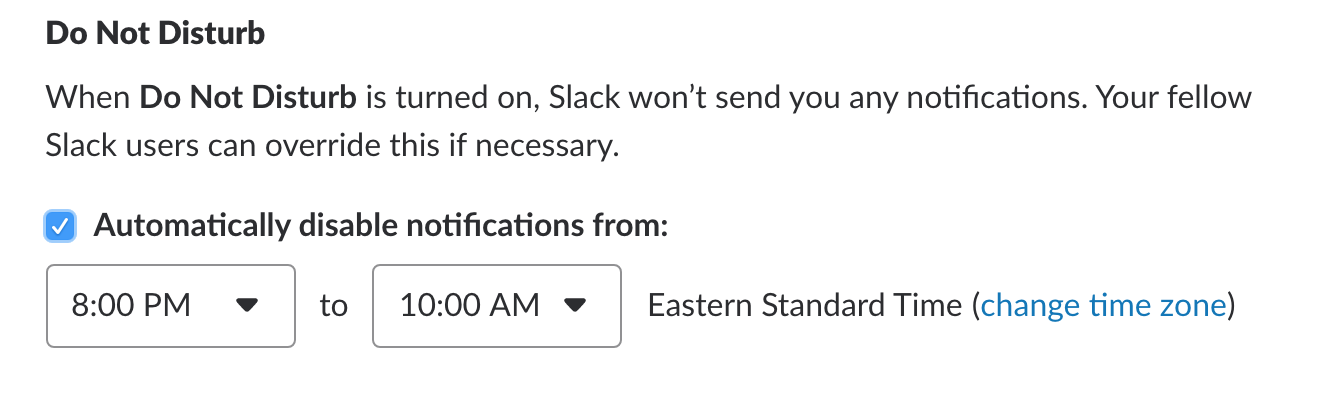 Do Not Disturb
When Do Not Disturb is turned on, Slack won’t send you any notifications. Your fellow
Slack users can override this if necessary.
Automatically disable notifications from:
8:00 PM to 10:00 AM Eastern Standard Time (change time zone)